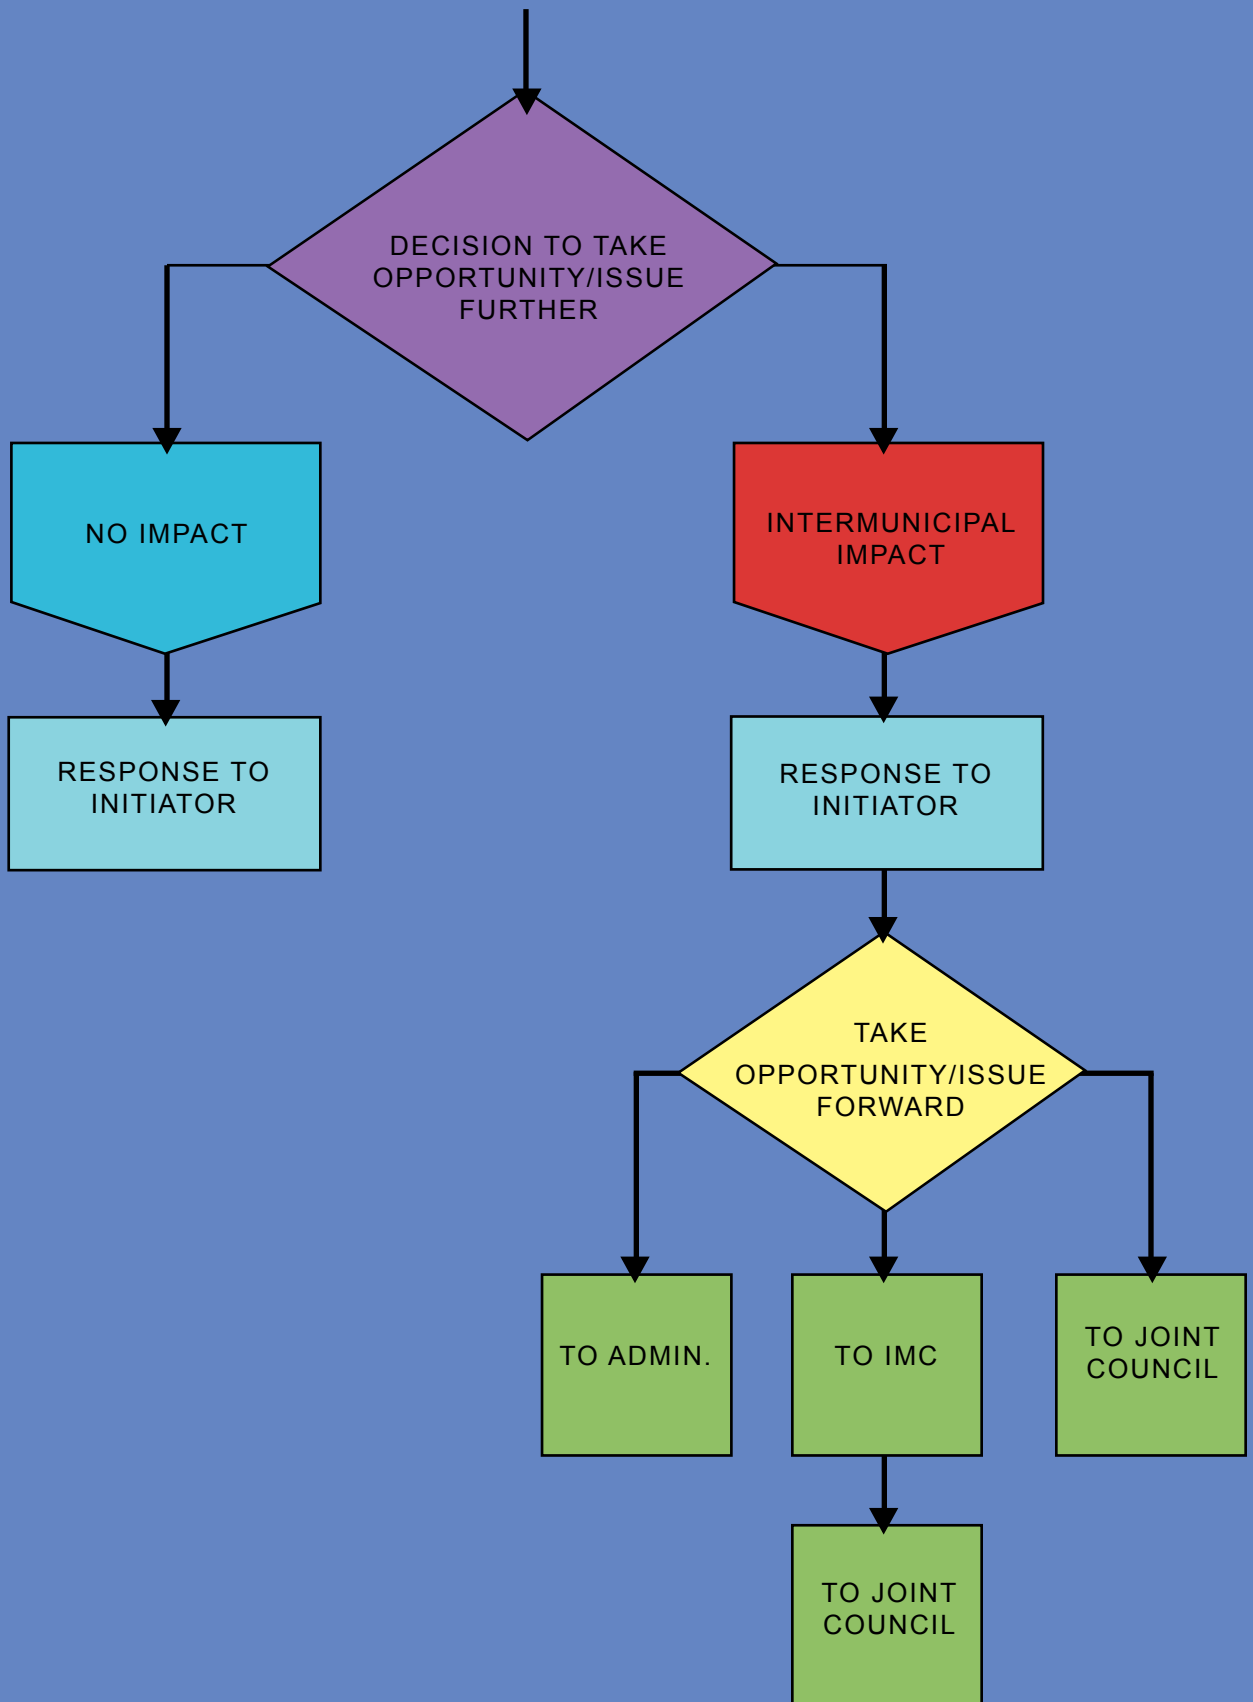 DECISION TO TAKE
OPPORTUNITY/ISSUE
FURTHER
NO IMPACT
INTERMUNICIPAL
IMPACT
RESPONSE TO
INITIATOR
RESPONSE TO
INITIATOR
TAKE
OPPORTUNITY/ISSUE
FORWARD
TO ADMIN.
TO IMC
TO JOINT
COUNCIL
TO JOINT
COUNCIL